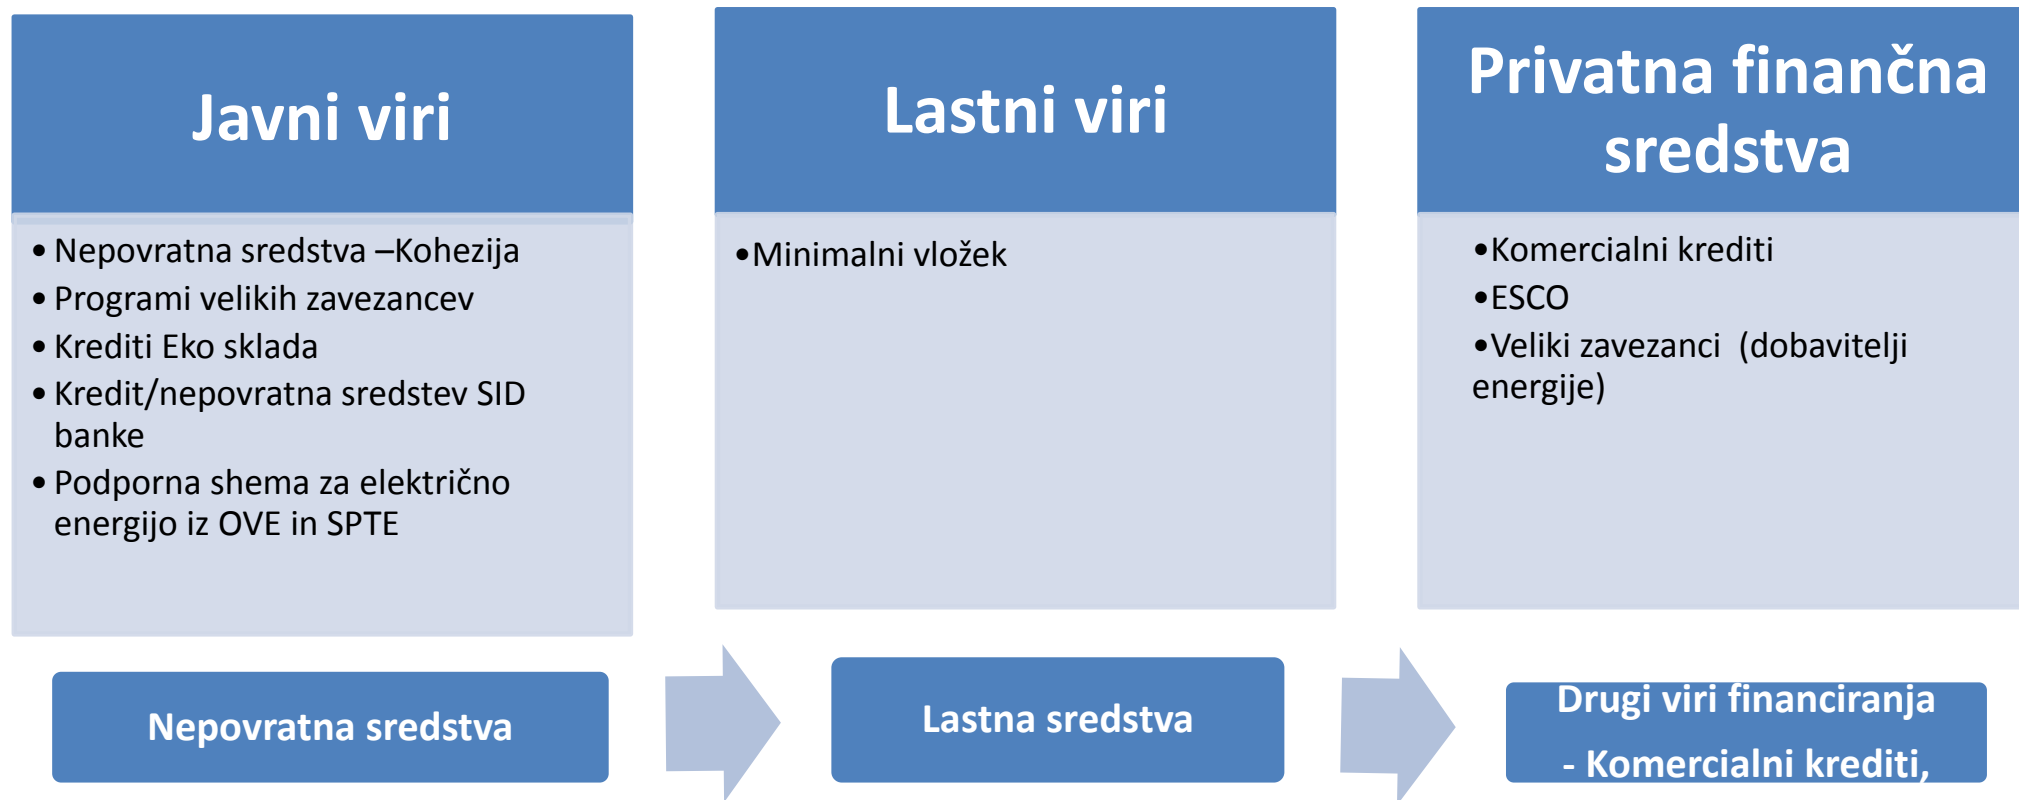 Javni viri
• Nepovratna sredstva –Kohezija
• Programi velikih zavezancev
• Krediti Eko sklada
• Kredit/nepovratna sredstev SID
banke
• Podporna shema za električno
energijo iz OVE in SPTE
Lastni viri
•Minimalni vložek
Privatna finančna
sredstva
•Komercialni krediti
•ESCO
•Veliki zavezanci  (dobavitelji
energije)
Nepovratna sredstva
Lastna sredstva
Drugi viri financiranja
- Komercialni krediti,